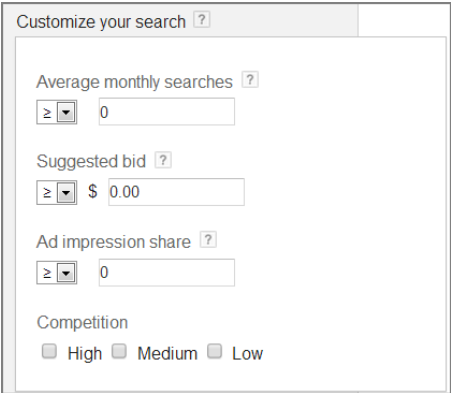 Customize your search ?
Average monthly searches ?
≥ 0
Suggested bid ?
≥ $ 0.00
Ad impression share ?
≥ 0
Competition
High Medium Low